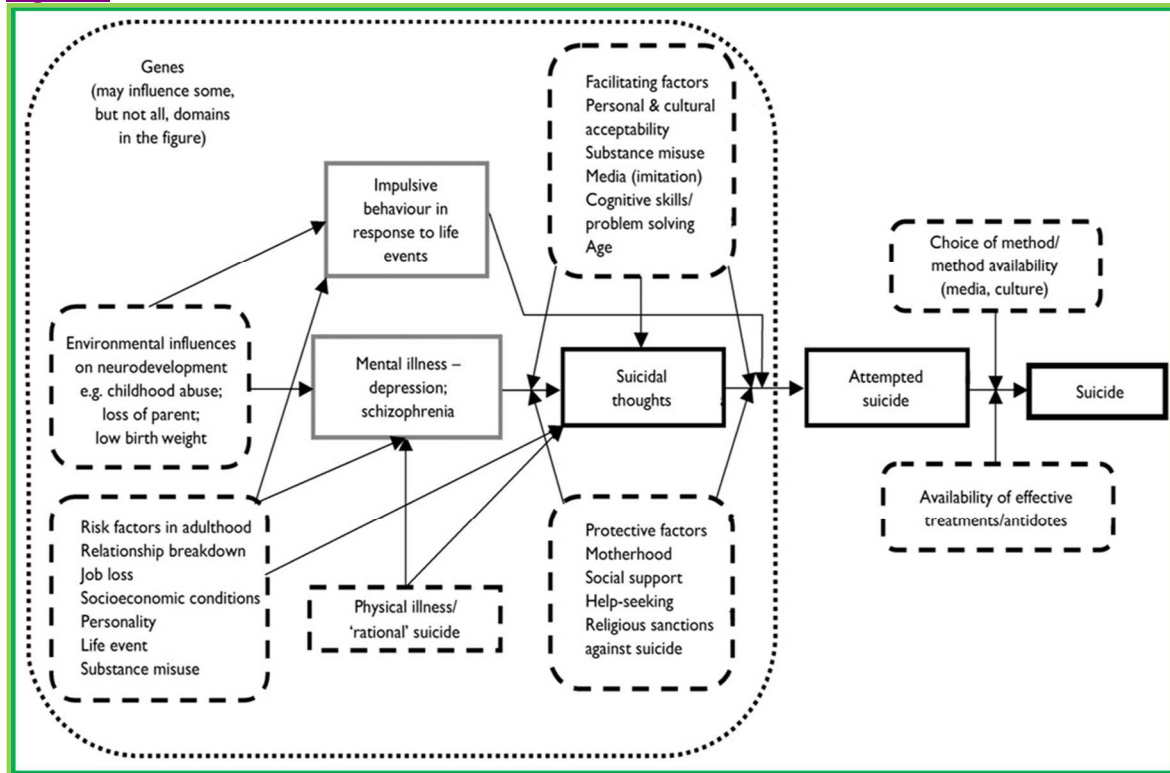 Genes
(may influence some,
but not all, domains
in the figure)
Facilitating factors
Personal & cultural
acceptability
Substance misuse
Media (imitation)
Cognitive skills/
problem solving
Age
Impulsive
behaviour in
response to life
events
Choice of method/
method availability
(media, culture)
Environmental influences
on neurodevelopment
e.g. childhood abuse;
loss of parent;
low birth weight
Mental illness –
depression;
schizophrenia
Suicidal
thoughts
Attempted
suicide
Suicide
Risk factors in adulthood
Relationship breakdown
Job loss
Socioeconomic conditions
Personality
Life event
Substance misuse
Physical illness/
‘rational’ suicide
Protective factors
Motherhood
Social support
Help-seeking
Religious sanctions
against suicide
Availability of effective
treatments/antidotes